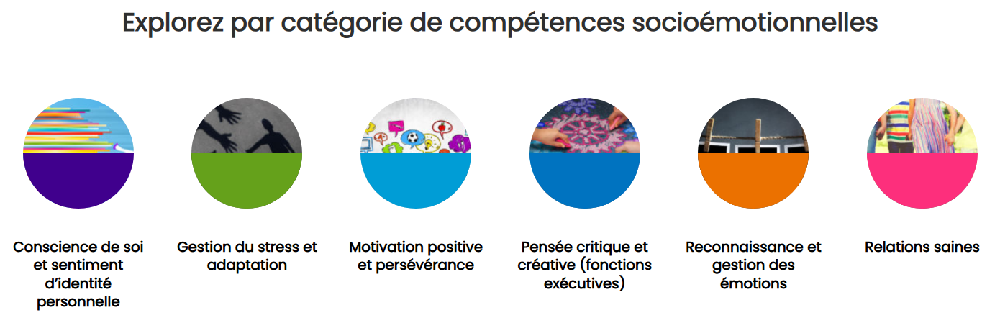 Explorez par catégorie de compétences socioémotionnelles
Conscience de soi
et sentiment
d’identité
personnelle
Gestion du stress et
adaptation
Motivation positive
et persévérance
Pensée critique et
créative (fonctions
exécutives)
Reconnaissance et
gestion des
émotions
Relations saines